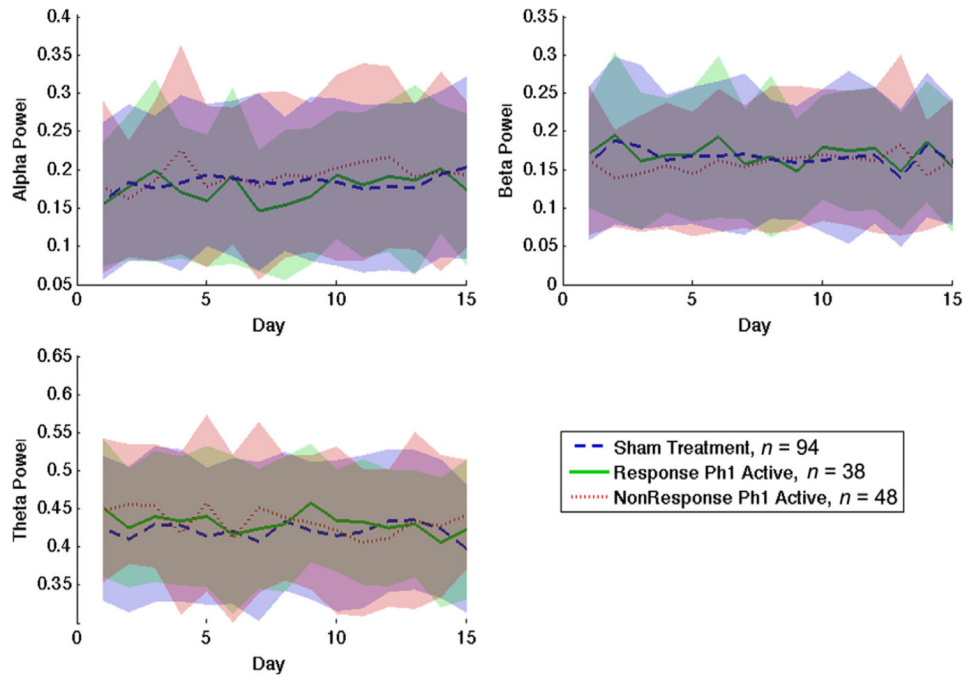 0.4
0.35
0.3
0.25
0.2
0.15
0.1
0.05
Alpha Power
0 5 10 15
Day
0.35
0.3
0.25
0.2
0.15
0.1
0.05
0
Beta Power
0 5 10 15
Day
0.65
0.6
0.55
0.5
0.45
0.4
0.35
Theta Power
0 5 10 15
Day
Sham Treatment, n = 94
Response Ph1 Active, n = 38
NonResponse Ph1 Active, n = 48